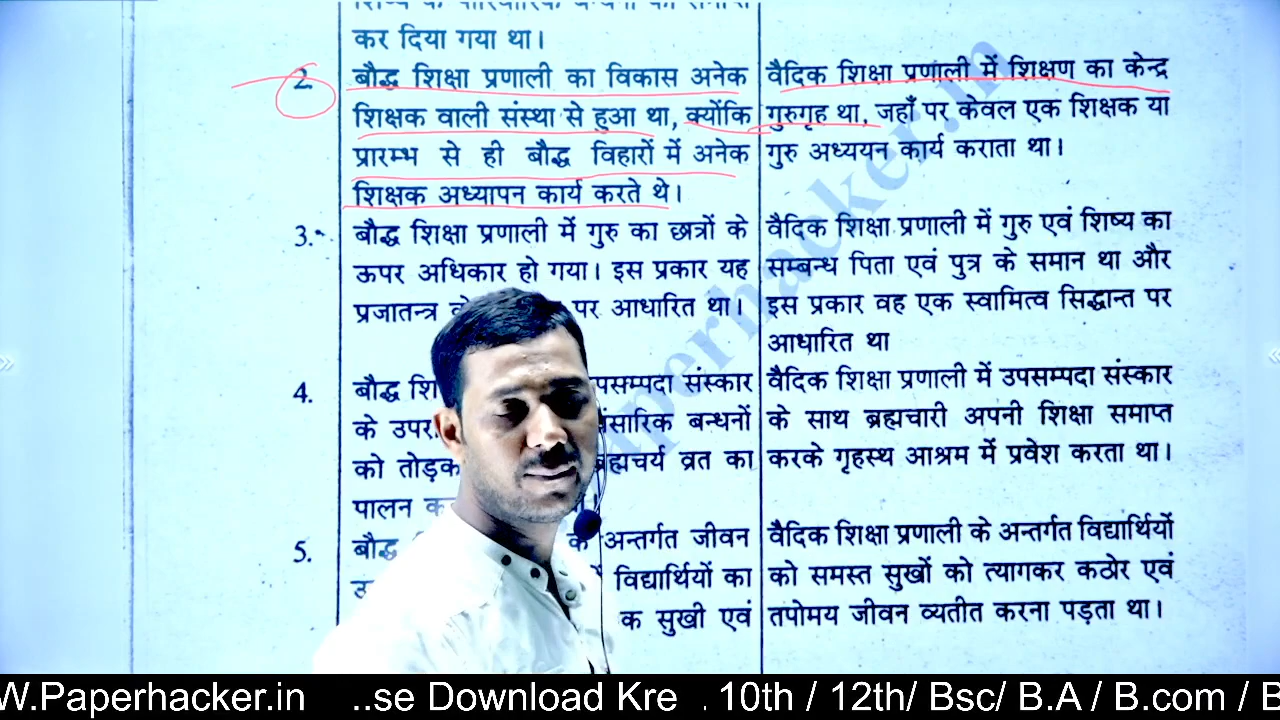 कर दिया गया था।
2. बौद्ध शिक्षा प्रणाली का विकास अनेक
शिक्षक वाली संस्था से हुआ था, क्योंकि
प्रारम्भ से ही बौद्ध विहारों में अनेक
शिक्षक अध्यापन कार्य करते थे।
वैदिक शिक्षा प्रणाली में शिक्षण का केन्द्र
गुरुगृह था, जहाँ पर केवल एक शिक्षक या
गुरु अध्ययन कार्य कराता था।
3. बौद्ध शिक्षा प्रणाली में गुरु का छात्रों के
ऊपर अधिकार हो गया। इस प्रकार यह
प्रजातन्त्र पर आधारित था।
वैदिक शिक्षा प्रणाली में गुरु एवं शिष्य का
सम्बन्ध पिता एवं पुत्र के समान था और
इस प्रकार वह एक स्वामित्व सिद्धान्त पर
आधारित था
4. बौद्ध उपसम्पदा संस्कार
के बन्धनों
को ब्रह्मचर्य व्रत का
पालन
वैदिक शिक्षा प्रणाली में उपसम्पदा संस्कार
के साथ ब्रह्मचारी अपनी शिक्षा समाप्त
करके गृहस्थ आश्रम में प्रवेश करता था।
5. बौद्ध के अन्तर्गत जीवन
विद्यार्थियों का
सुखी एवं
वैदिक शिक्षा प्रणाली के अन्तर्गत विद्यार्थियों
को समस्त सुखों को त्यागकर कठोर एवं
तपोमय जीवन व्यतीत करना पड़ता था।
W.Paperhacker.in ..se Download Kre . 10th / 12th/ Bsc/ B.A / B.com / B